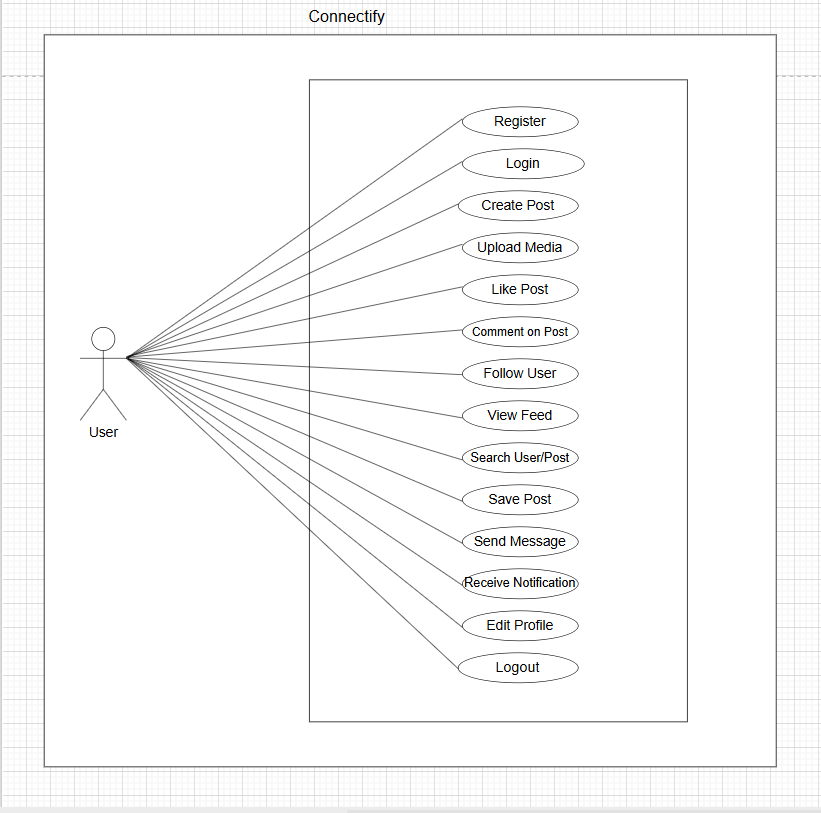 Connectify
Register
Login
Create Post
Upload Media
Like Post
Comment on Post
Follow User
View Feed
Search User/Post
Save Post
Send Message
Receive Notification
Edit Profile
Logout
User